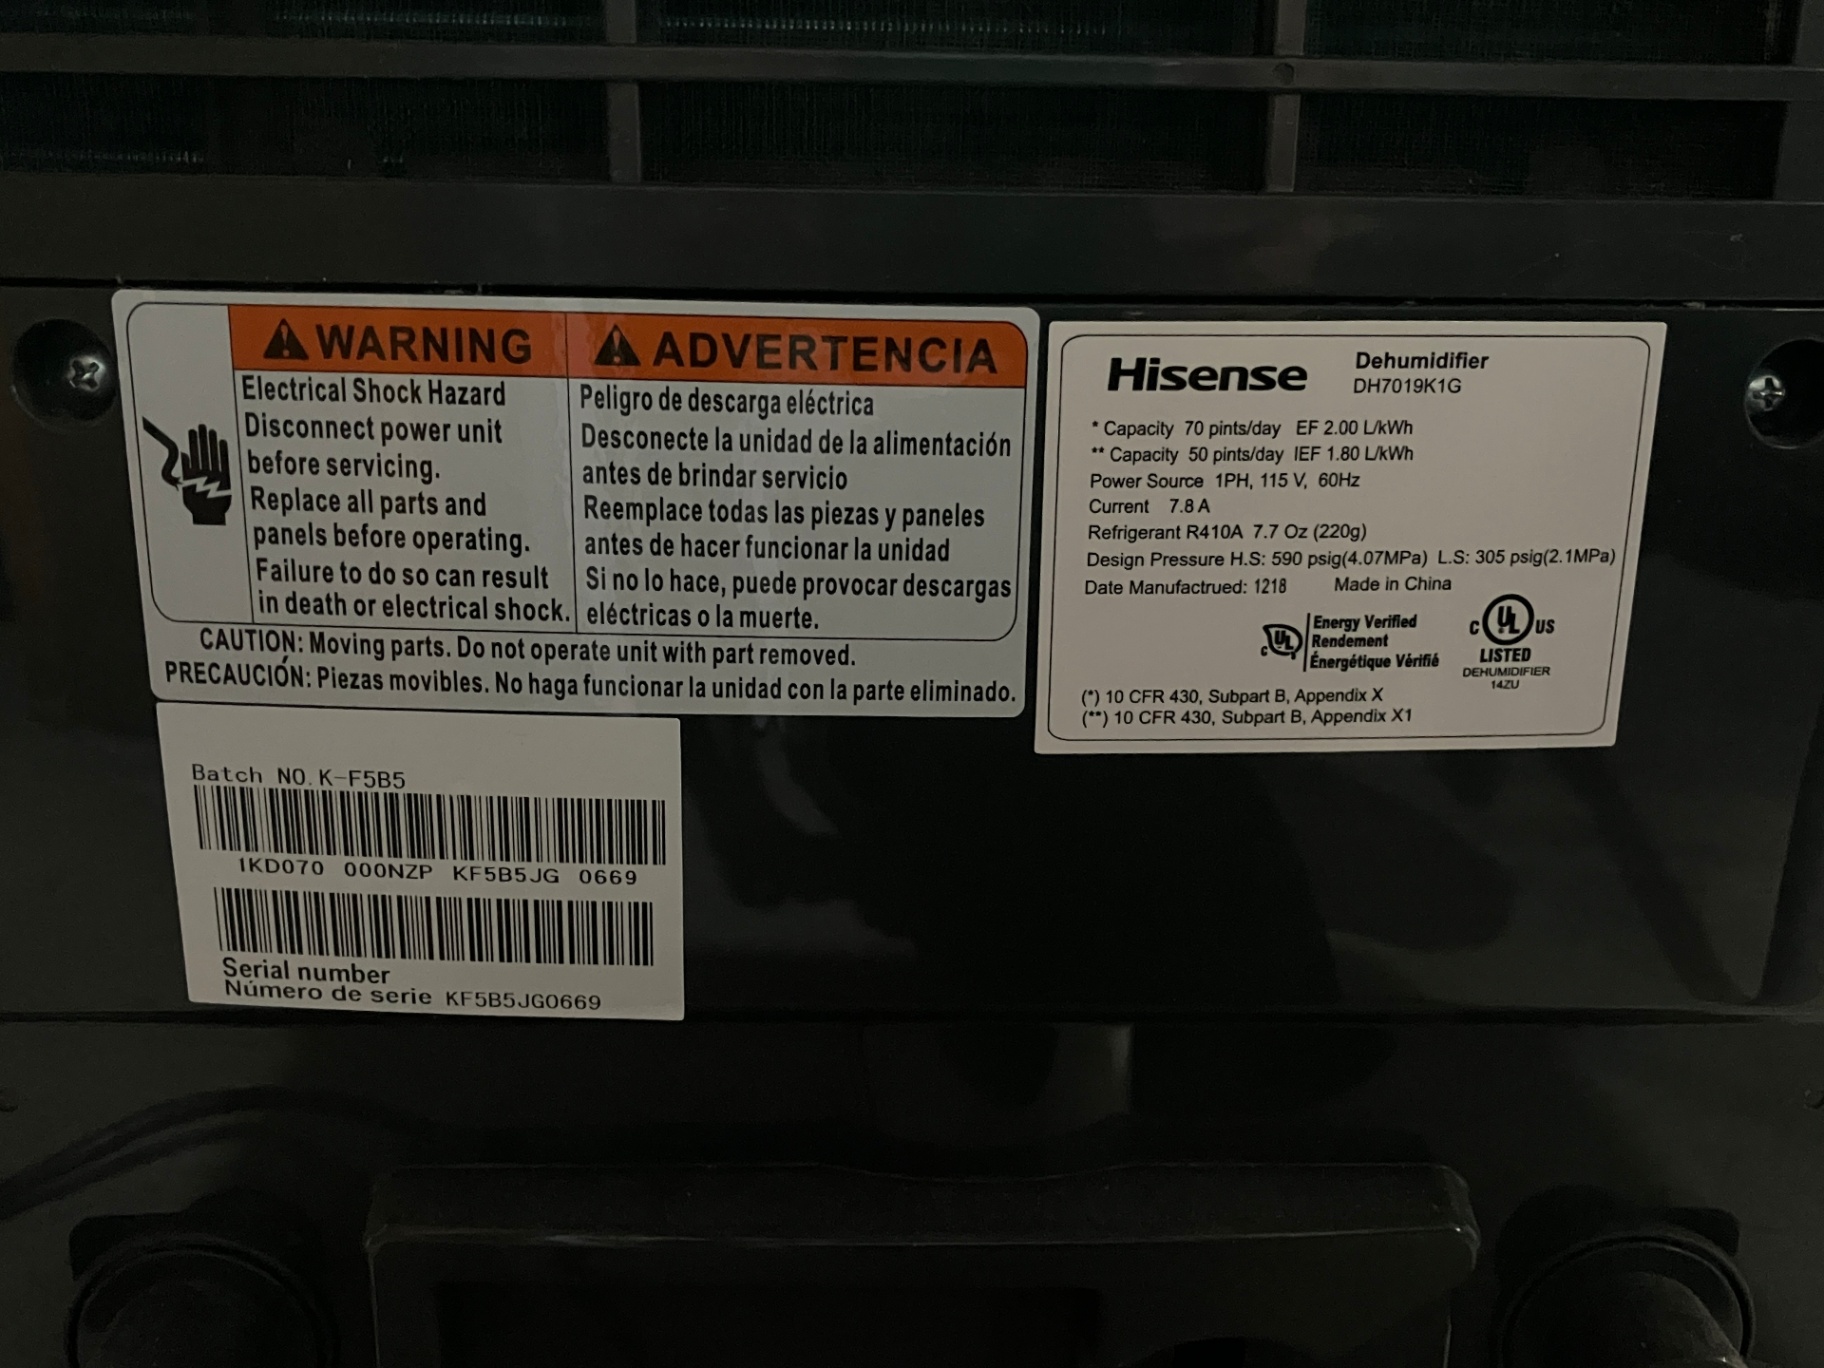 WARNING
Electrical Shock Hazard
Disconnect power unit
before servicing.
Replace all parts and
panels before operating.
Failure to do so can result
in death or electrical shock.
ADVERTENCIA
Peligro de descarga eléctrica
Desconecte la unidad de la alimentación
antes de brindar servicio
Reemplace todas las piezas y paneles
antes de hacer funcionar la unidad
Si no lo hace, puede provocar descargas
eléctricas o la muerte.
CAUTION: Moving parts. Do not operate unit with part removed.
PRECAUCIÓN: Piezas movibles. No haga funcionar la unidad con la parte eliminado.
Hisense
Dehumidifier
DH7019K1G
* Capacity 70 pints/day EF 2.00 L/kWh
** Capacity 50 pints/day IEF 1.80 L/kWh
Power Source 1PH, 115 V, 60Hz
Current 7.8 A
Refrigerant R410A 7.7 Oz (220g)
Design Pressure H.S: 590 psig(4.07MPa) L.S: 305 psig(2.1MPa)
Date Manufactrued: 1218 Made in China
c UL
Energy Verified
Rendement
Énergétique Vérifié
C UL US
LISTED
DEHUMIDIFIER
14ZU
(*) 10 CFR 430, Subpart B, Appendix X
(**) 10 CFR 430, Subpart B, Appendix X1
Batch NO. K-F5B5
1KD070 000NZP KF5B5JG 0669
Serial number
Número de serie KF5B5JG0669